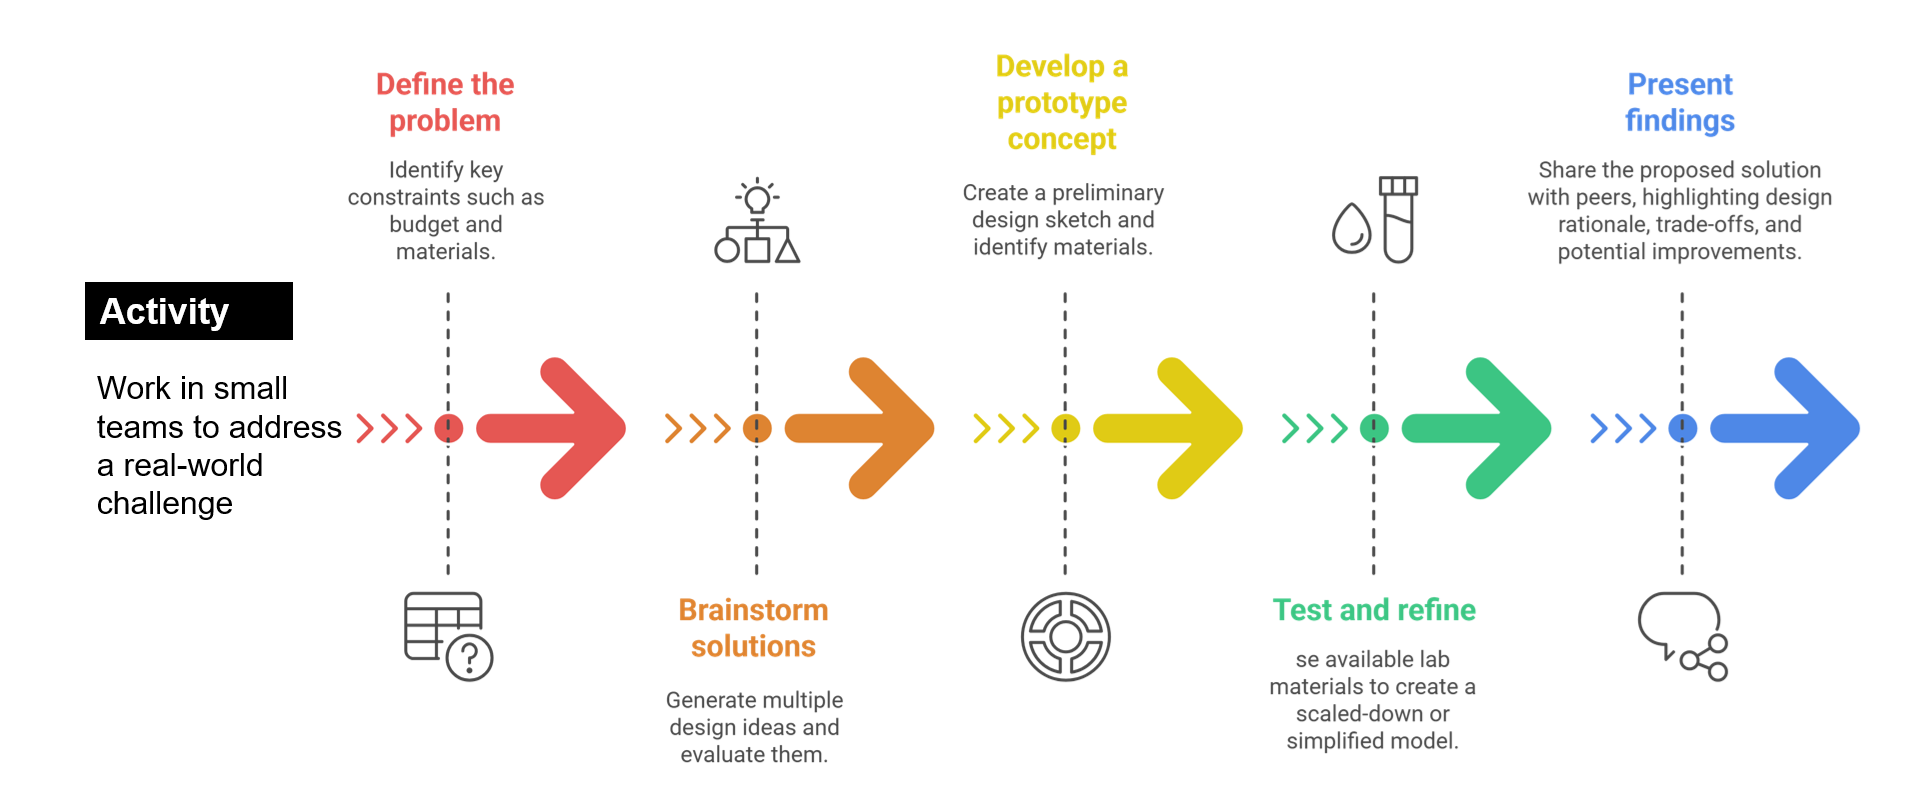 Activity
Work in small
teams to address
a real-world
challenge
Define the
problem
Identify key
constraints such as
budget and
materials.
Brainstorm
solutions
Generate multiple
design ideas and
evaluate them.
Develop a
prototype
concept
Create a preliminary
design sketch and
identify materials.
Test and refine
se available lab
materials to create a
scaled-down or
simplified model.
Present
findings
Share the proposed solution
with peers, highlighting design
rationale, trade-offs, and
potential improvements.
?